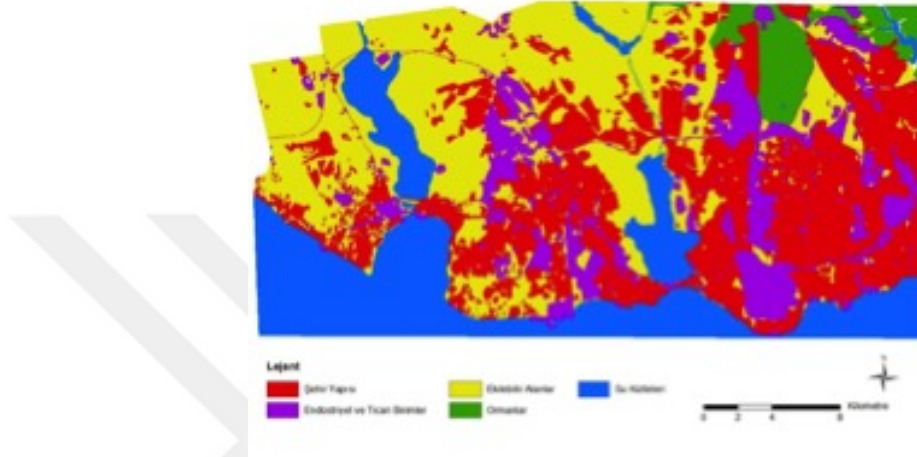 Lejant
Şehir Yapısı
Ekilebilir Alanlar
Su Kütleleri
Endüstriyel ve Ticari Birimler
Ormanlar
Kilometre
0 2 4 8